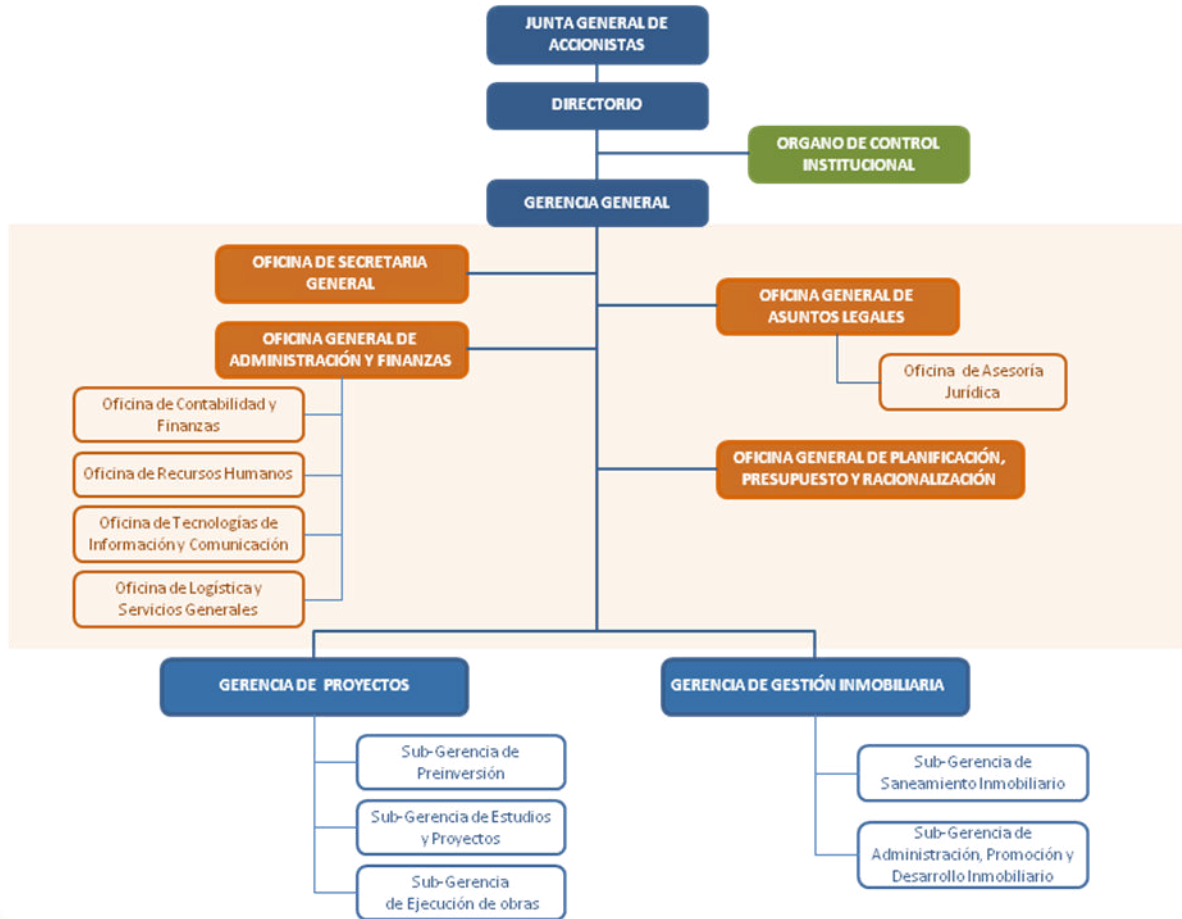 JUNTA GENERAL DE
ACCIONISTAS
DIRECTORIO
ORGANO DE CONTROL
INSTITUCIONAL
GERENCIA GENERAL
OFICINA DE SECRETARIA
GENERAL
OFICINA GENERAL DE
ASUNTOS LEGALES
OFICINA GENERAL DE
ADMINISTRACIÓN Y FINANZAS
Oficina de Asesoría
Jurídica
Oficina de Contabilidad y
Finanzas
Oficina de Recursos Humanos
OFICINA GENERAL DE PLANIFICACIÓN,
PRESUPUESTO Y RACIONALIZACIÓN
Oficina de Tecnologías de
Información y Comunicación
Oficina de Logística y
Servicios Generales
GERENCIA DE PROYECTOS
GERENCIA DE GESTIÓN INMOBILIARIA
Sub-Gerencia de
Preinversión
Sub-Gerencia de Estudios
y Proyectos
Sub-Gerencia
de Ejecución de obras
Sub-Gerencia de
Saneamiento Inmobiliario
Sub-Gerencia de
Administración, Promoción y
Desarrollo Inmobiliario